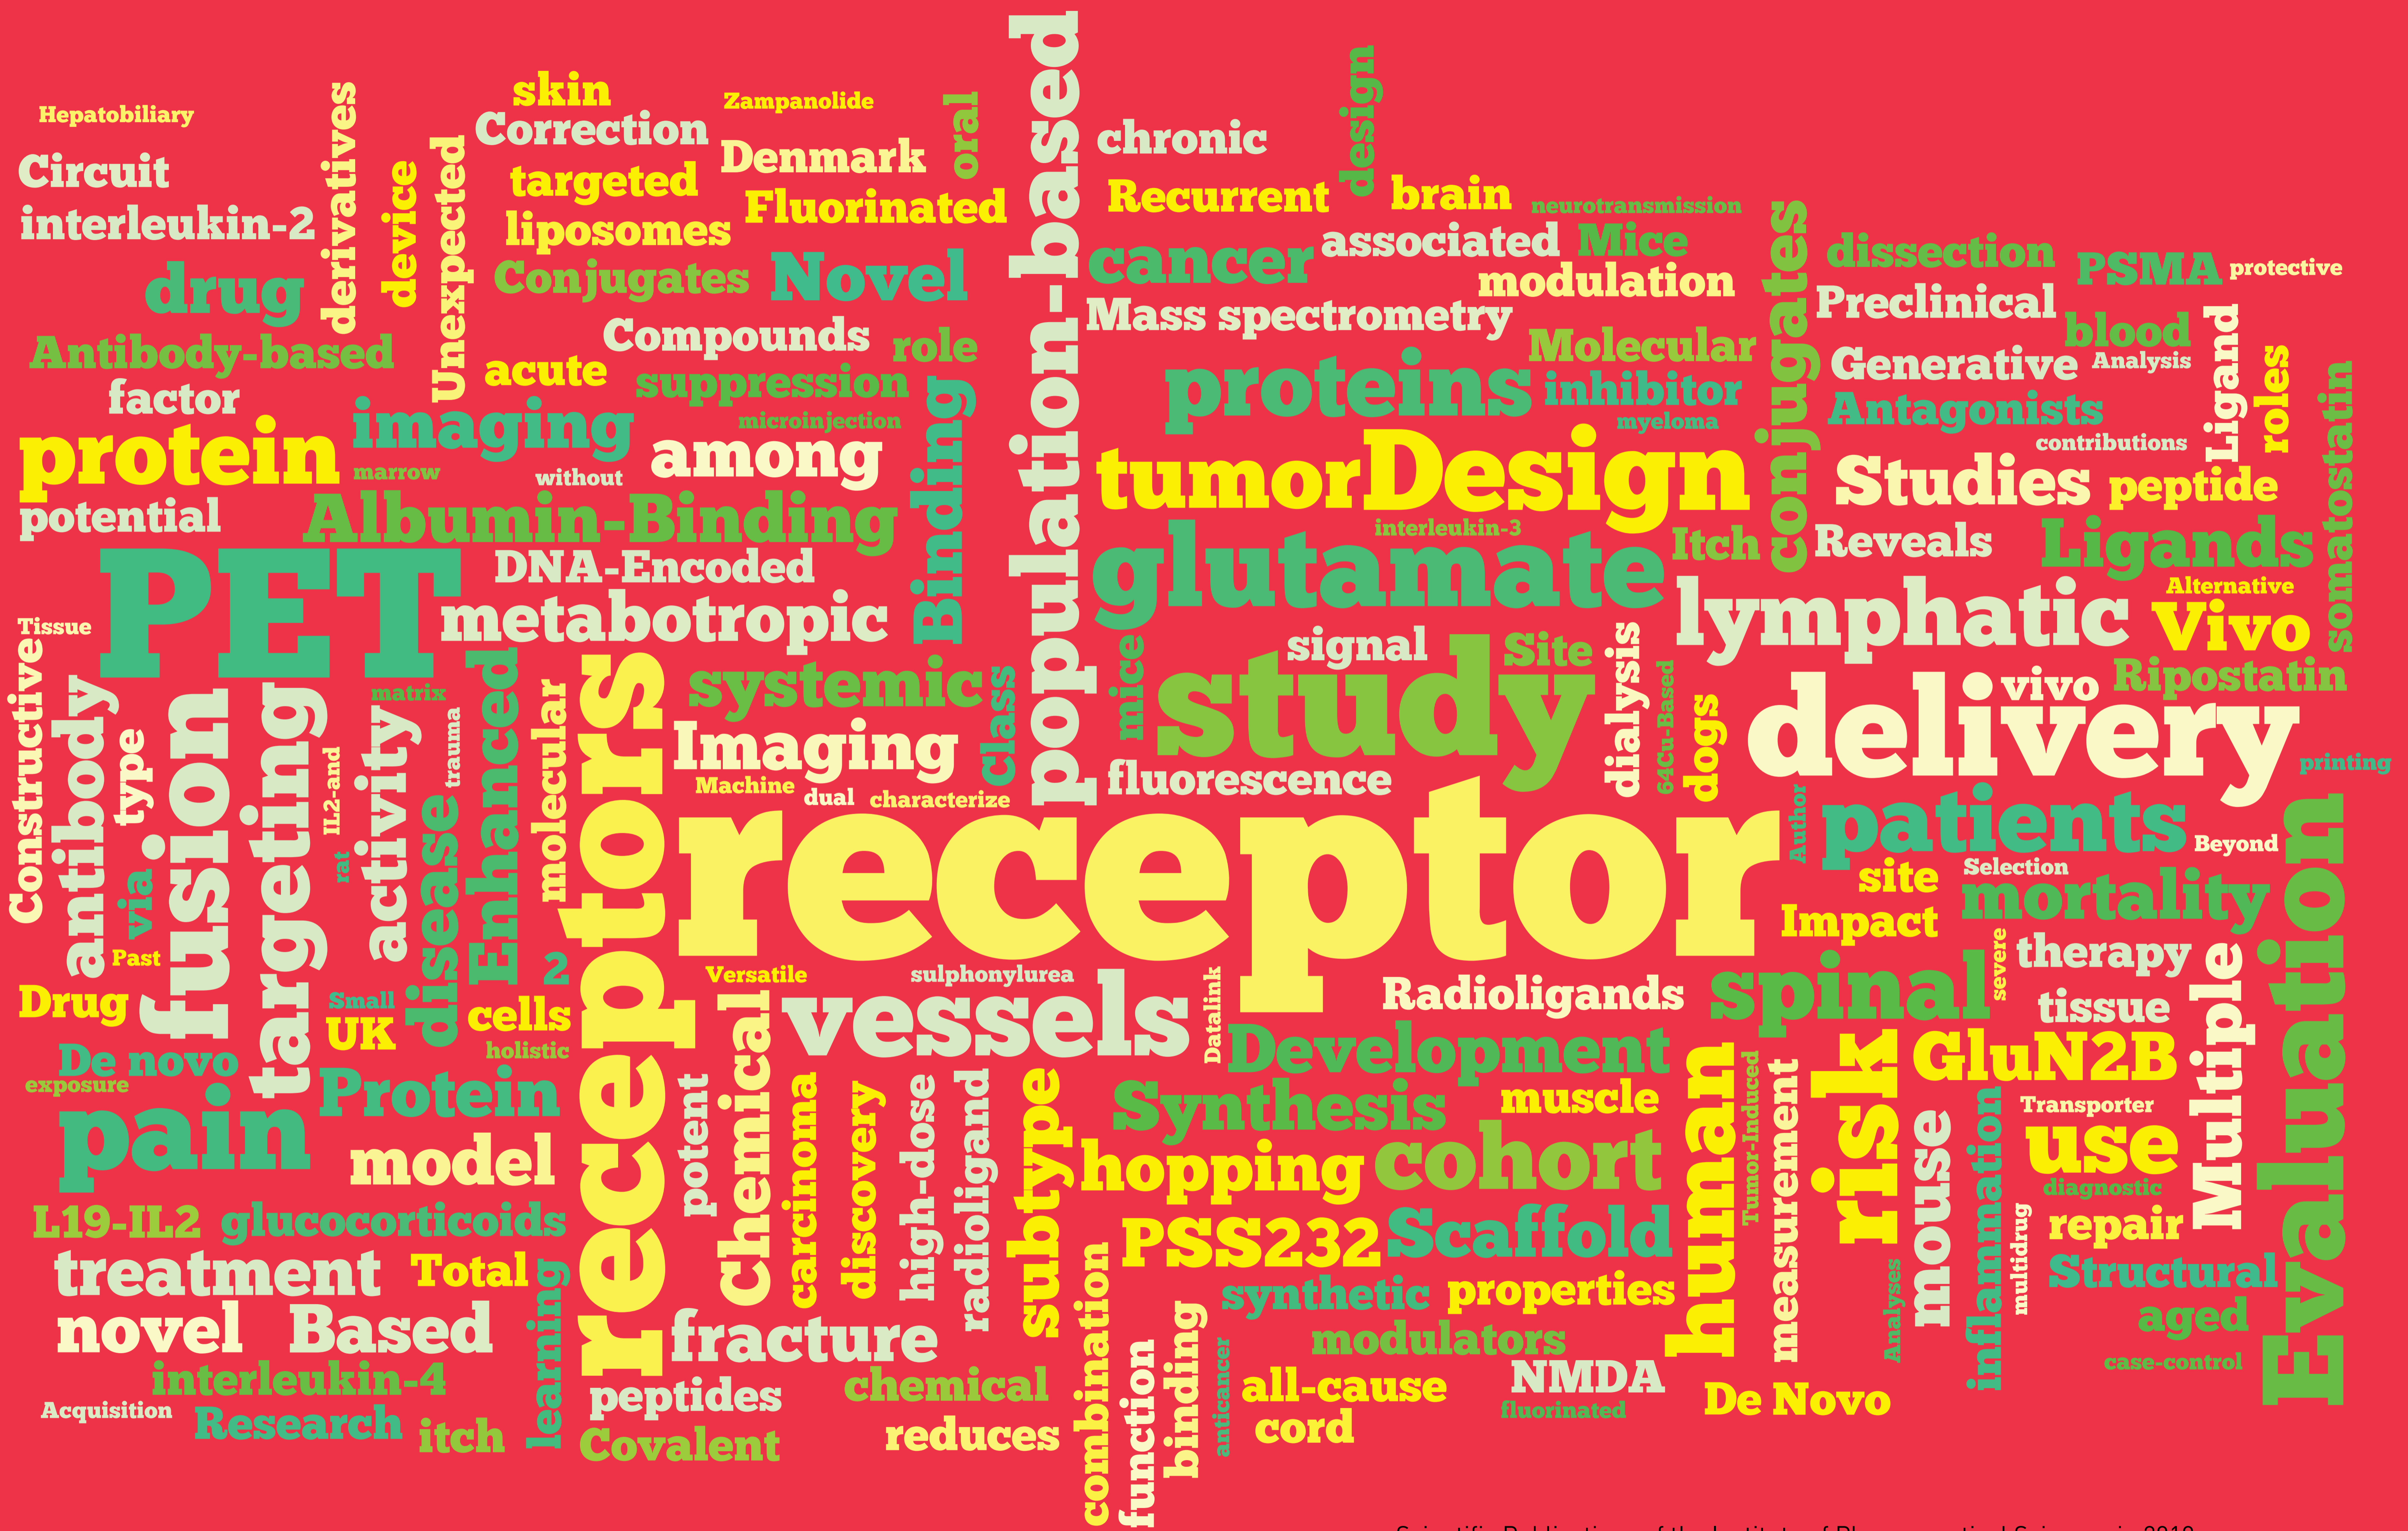 population-based
design
skin
Zampanolide
Hepatobiliary
derivatives
oral
Correction
chronic
Denmark
Circuit
device
Unexpected
targeted
Recurrent
brain
neurotransmission
Fluorinated
interleukin-2
liposomes
associated
Mice
conjugates
dissection
cancer
PSMA
protective
Conjugates
Novel
modulation
drug
Preclinical
Mass spectrometry
Compounds
blood
Ligand
role
Molecular
Antibody-based
Generative
Analysis
roles
acute
suppression
proteins
inhibitor
factor
Antagonists
somatostatin
imaging
microinjection
Binding
myeloma
protein
among
contributions
marrow
without
tumor
Design
Studies
peptide
potential
Albumin-Binding
interleukin-3
Itch
Reveals
Ligands
PET
DNA-Encoded
glutamate
Alternative
metabotropic
lymphatic
Vivo
Tissue
signal
Site
dialysis
Constructive
mice
study
64Cu-Based
systemic
Class
Ripostatin
vivo
antibody
matrix
Enhanced
molecular
receptors
dogs
delivery
type
fusion
targeting
IL2-and
activity
trauma
Imaging
printing
fluorescence
Machine
dual
characterize
receptor
Author
patients
Beyond
rat
disease
via
Selection
site
mortality
Evaluation
Impact
Past
2
severe
therapy
Versatile
sulphonylurea
Datalink
Radioligands
spinal
Multiple
Drug
Small
UK
cells
Chemical
vessels
tissue
De novo
holistic
Development
risk
GluN2B
exposure
pain
Protein
potent
carcinoma
discovery
high-dose
radioligand
subtype
Synthesis
muscle
human
Tumor-Induced
measurement
mouse
inflammation
Transporter
model
hopping
cohort
use
diagnostic
L19-IL2
glucocorticoids
PSS232
Scaffold
multidrug
repair
treatment
Total
learning
combination
synthetic
properties
Analyses
Structural
novel
Based
fracture
function
binding
anticancer
modulators
aged
interleukin-4
peptides
chemical
all-cause
NMDA
De Novo
case-control
Acquisition
Research
itch
Covalent
reduces
cord
fluorinated